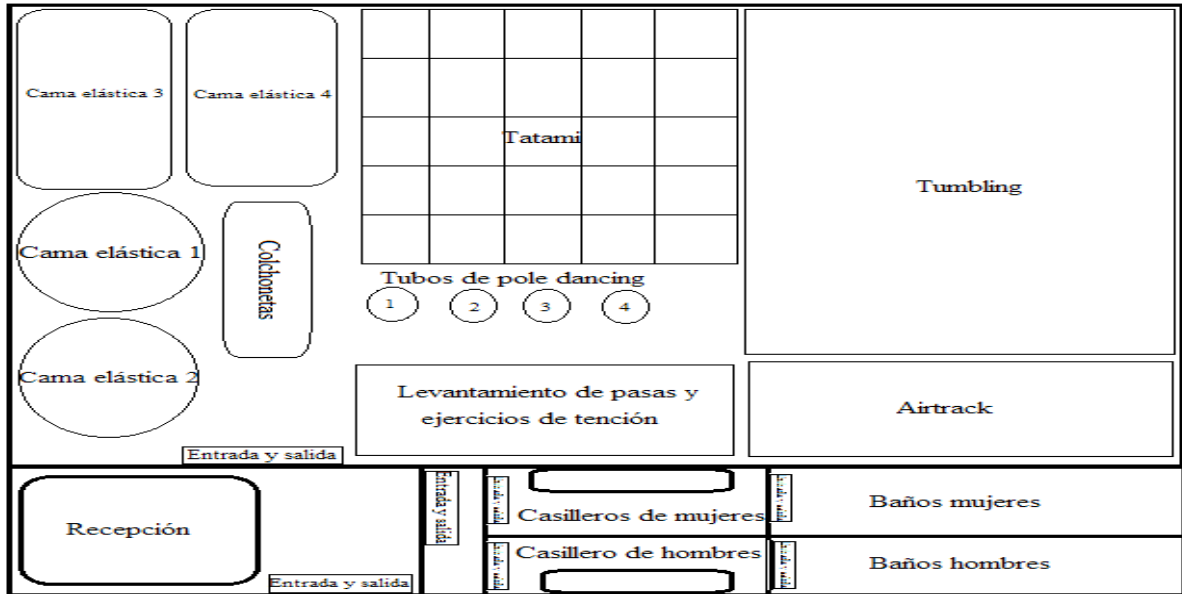 Cama elástica 3
Cama elástica 4
Tatami
Tumbling
Cama elástica 1
Colchonetas
Tubos de pole dancing
1
2
3
4
Cama elástica 2
Levantamiento de pasas y
ejercicios de tención
Airtrack
Entrada y salida
Recepción
Entrada y salida
Entrada y salida
Casilleros de mujeres
Baños mujeres
Casillero de hombres
Baños hombres